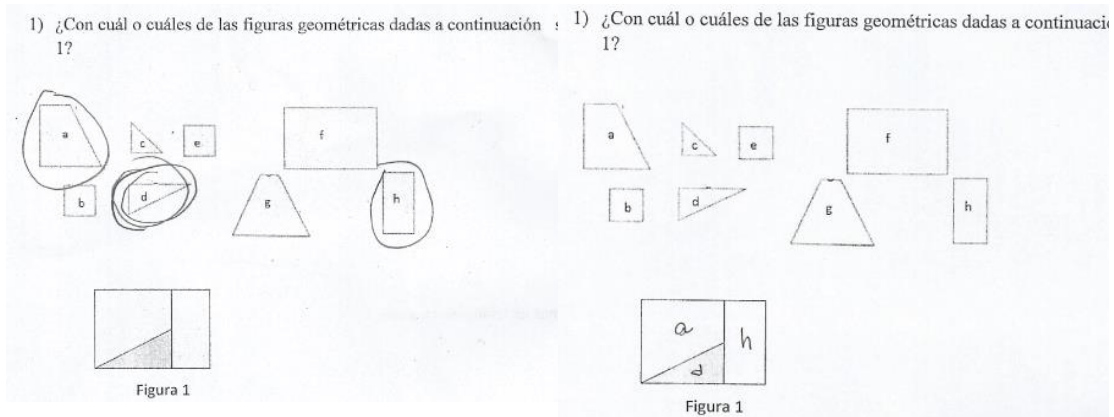 1) ¿Con cuál o cuáles de las figuras geométricas dadas a continuación
1?
a
c
e
f
b
d
g
h
Figura 1
1) ¿Con cuál o cuáles de las figuras geométricas dadas a continuaci
1?
a
c
e
f
b
d
g
h
a
h
d
Figura 1